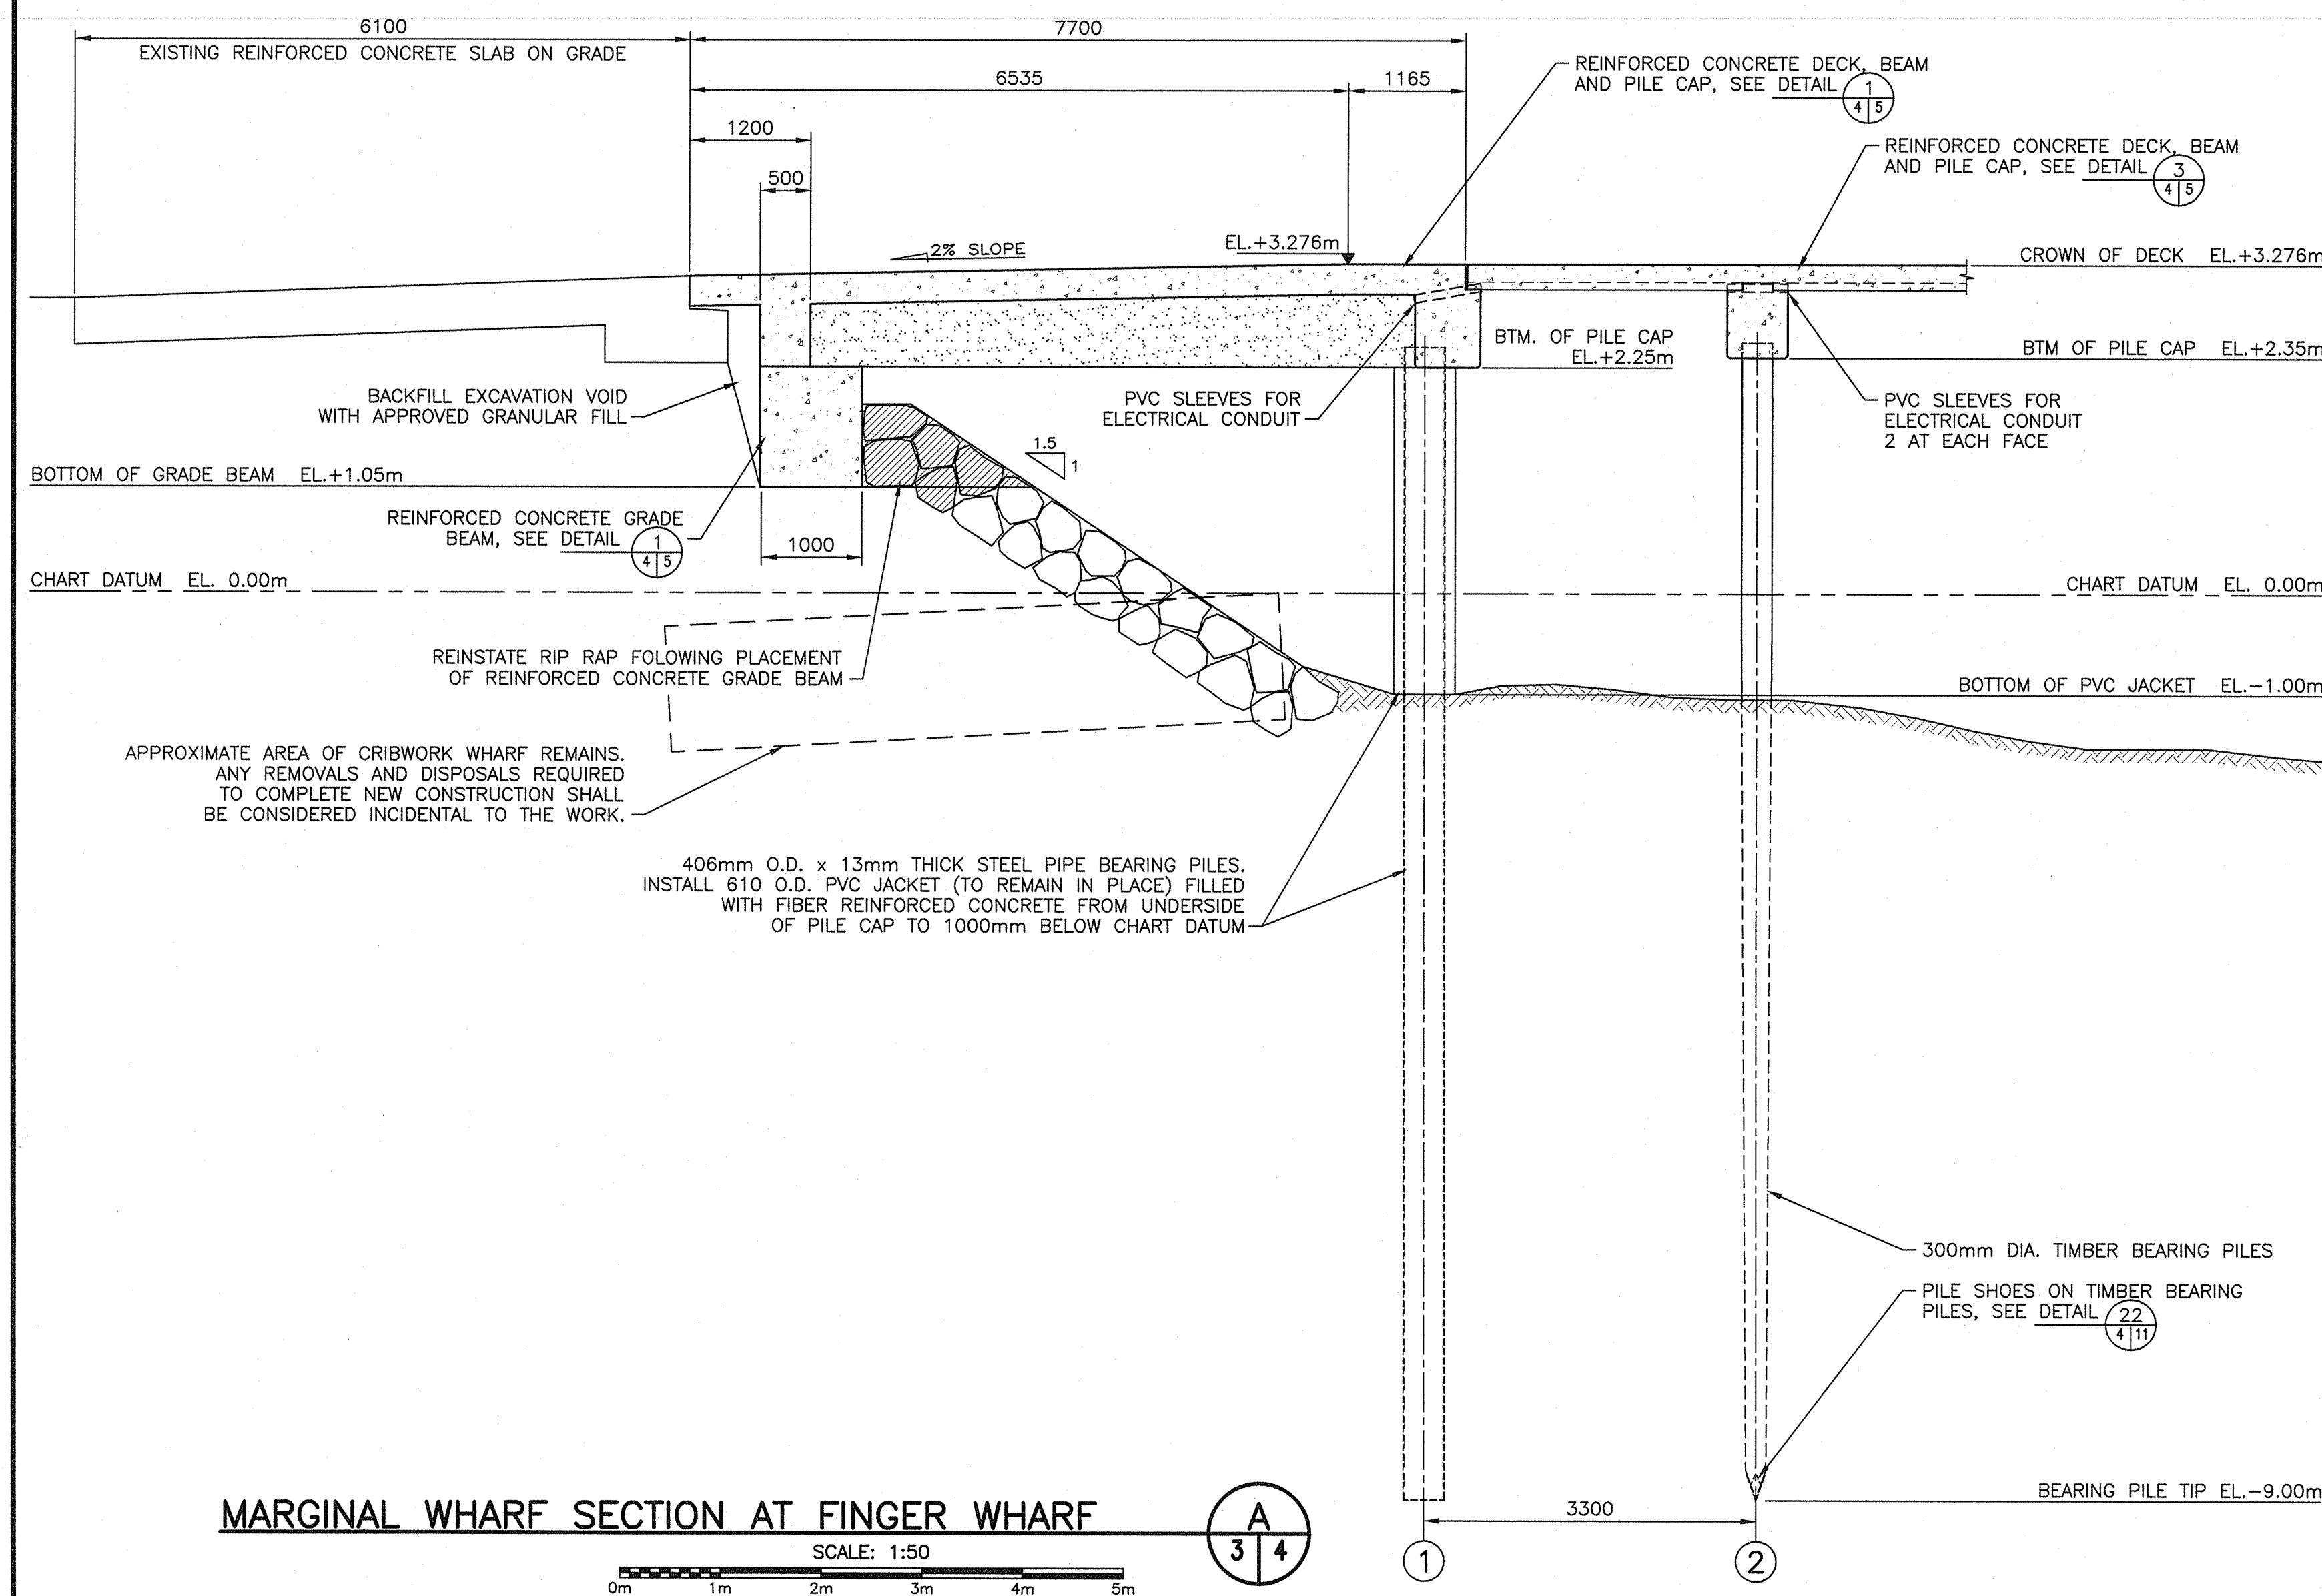 6100
7700
EXISTING REINFORCED CONCRETE SLAB ON GRADE
6535
1165
REINFORCED CONCRETE DECK, BEAM
AND PILE CAP, SEE DETAIL
1
4 5
1200
500
REINFORCED CONCRETE DECK, BEAM
AND PILE CAP, SEE DETAIL
3
4 5
2% SLOPE
EL.+3.276m
CROWN OF DECK EL.+3.276m
BTM. OF PILE CAP
EL.+2.25m
BTM OF PILE CAP EL.+2.35m
BACKFILL EXCAVATION VOID
WITH APPROVED GRANULAR FILL
PVC SLEEVES FOR
ELECTRICAL CONDUIT
PVC SLEEVES FOR
ELECTRICAL CONDUIT
2 AT EACH FACE
1.5
1
BOTTOM OF GRADE BEAM EL.+1.05m
REINFORCED CONCRETE GRADE
BEAM, SEE DETAIL
1
4 5
1000
CHART DATUM EL. 0.00m
CHART DATUM EL. 0.00m
REINSTATE RIP RAP FOLOWING PLACEMENT
OF REINFORCED CONCRETE GRADE BEAM
BOTTOM OF PVC JACKET EL.-1.00m
APPROXIMATE AREA OF CRIBWORK WHARF REMAINS.
ANY REMOVALS AND DISPOSALS REQUIRED
TO COMPLETE NEW CONSTRUCTION SHALL
BE CONSIDERED INCIDENTAL TO THE WORK.
406mm O.D. x 13mm THICK STEEL PIPE BEARING PILES.
INSTALL 610 O.D. PVC JACKET (TO REMAIN IN PLACE) FILLED
WITH FIBER REINFORCED CONCRETE FROM UNDERSIDE
OF PILE CAP TO 1000mm BELOW CHART DATUM
300mm DIA. TIMBER BEARING PILES
PILE SHOES ON TIMBER BEARING
PILES, SEE DETAIL
22
4 11
BEARING PILE TIP EL.-9.00m
3300
MARGINAL WHARF SECTION AT FINGER WHARF
A
3 4
SCALE: 1:50
0m 1m 2m 3m 4m 5m
1
2